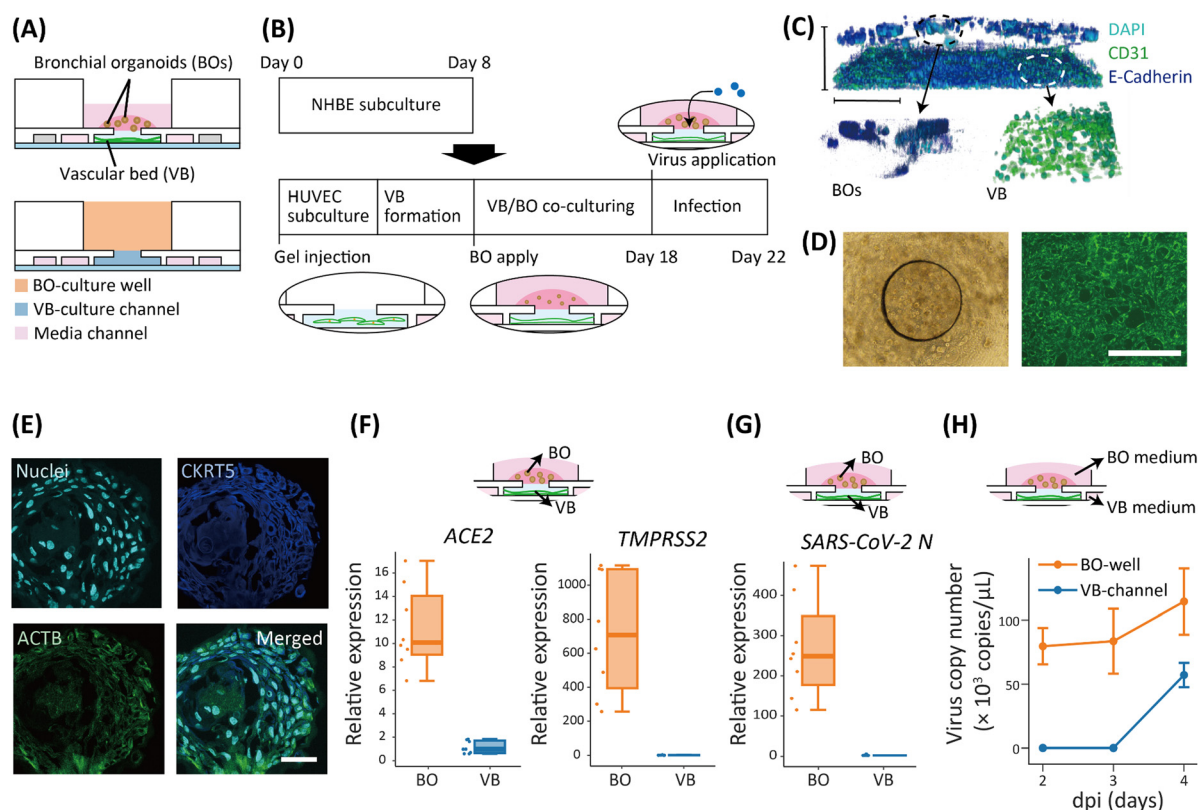 (A)
Bronchial organoids (BOs)
Vascular bed (VB)
BO-culture well
VB-culture channel
Media channel
(B)
Day 0
Day 8
NHBE subculture
Virus application
HUVEC
subculture
VB
formation
VB/BO co-culturing
Infection
Gel injection
BO apply
Day 18
Day 22
(C)
DAPI
CD31
E-Cadherin
BOs
VB
(D)
(E)
Nuclei
CKRT5
ACTB
Merged
(F)
BO
VB
ACE2
Relative expression
16
14
12
10
8
6
4
2
0
BO
VB
TMPRSS2
Relative expression
1000
800
600
400
200
0
BO
VB
(G)
BO
VB
SARS-CoV-2 N
Relative expression
400
300
200
100
0
BO
VB
(H)
BO medium
VB medium
Virus copy number
(× 10³ copies/μL)
BO-well
VB-channel
100
50
0
2
3
4
dpi (days)